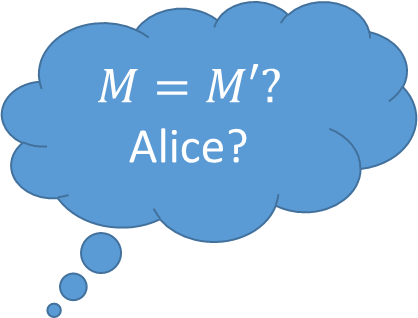 M = M′?
Alice?